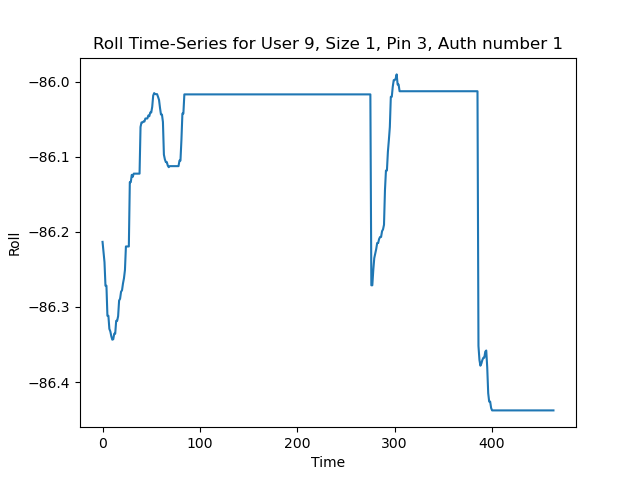 Roll Time-Series for User 9, Size 1, Pin 3, Auth number 1
−86.0
−86.1
−86.2
−86.3
−86.4
Roll
0 100 200 300 400
Time